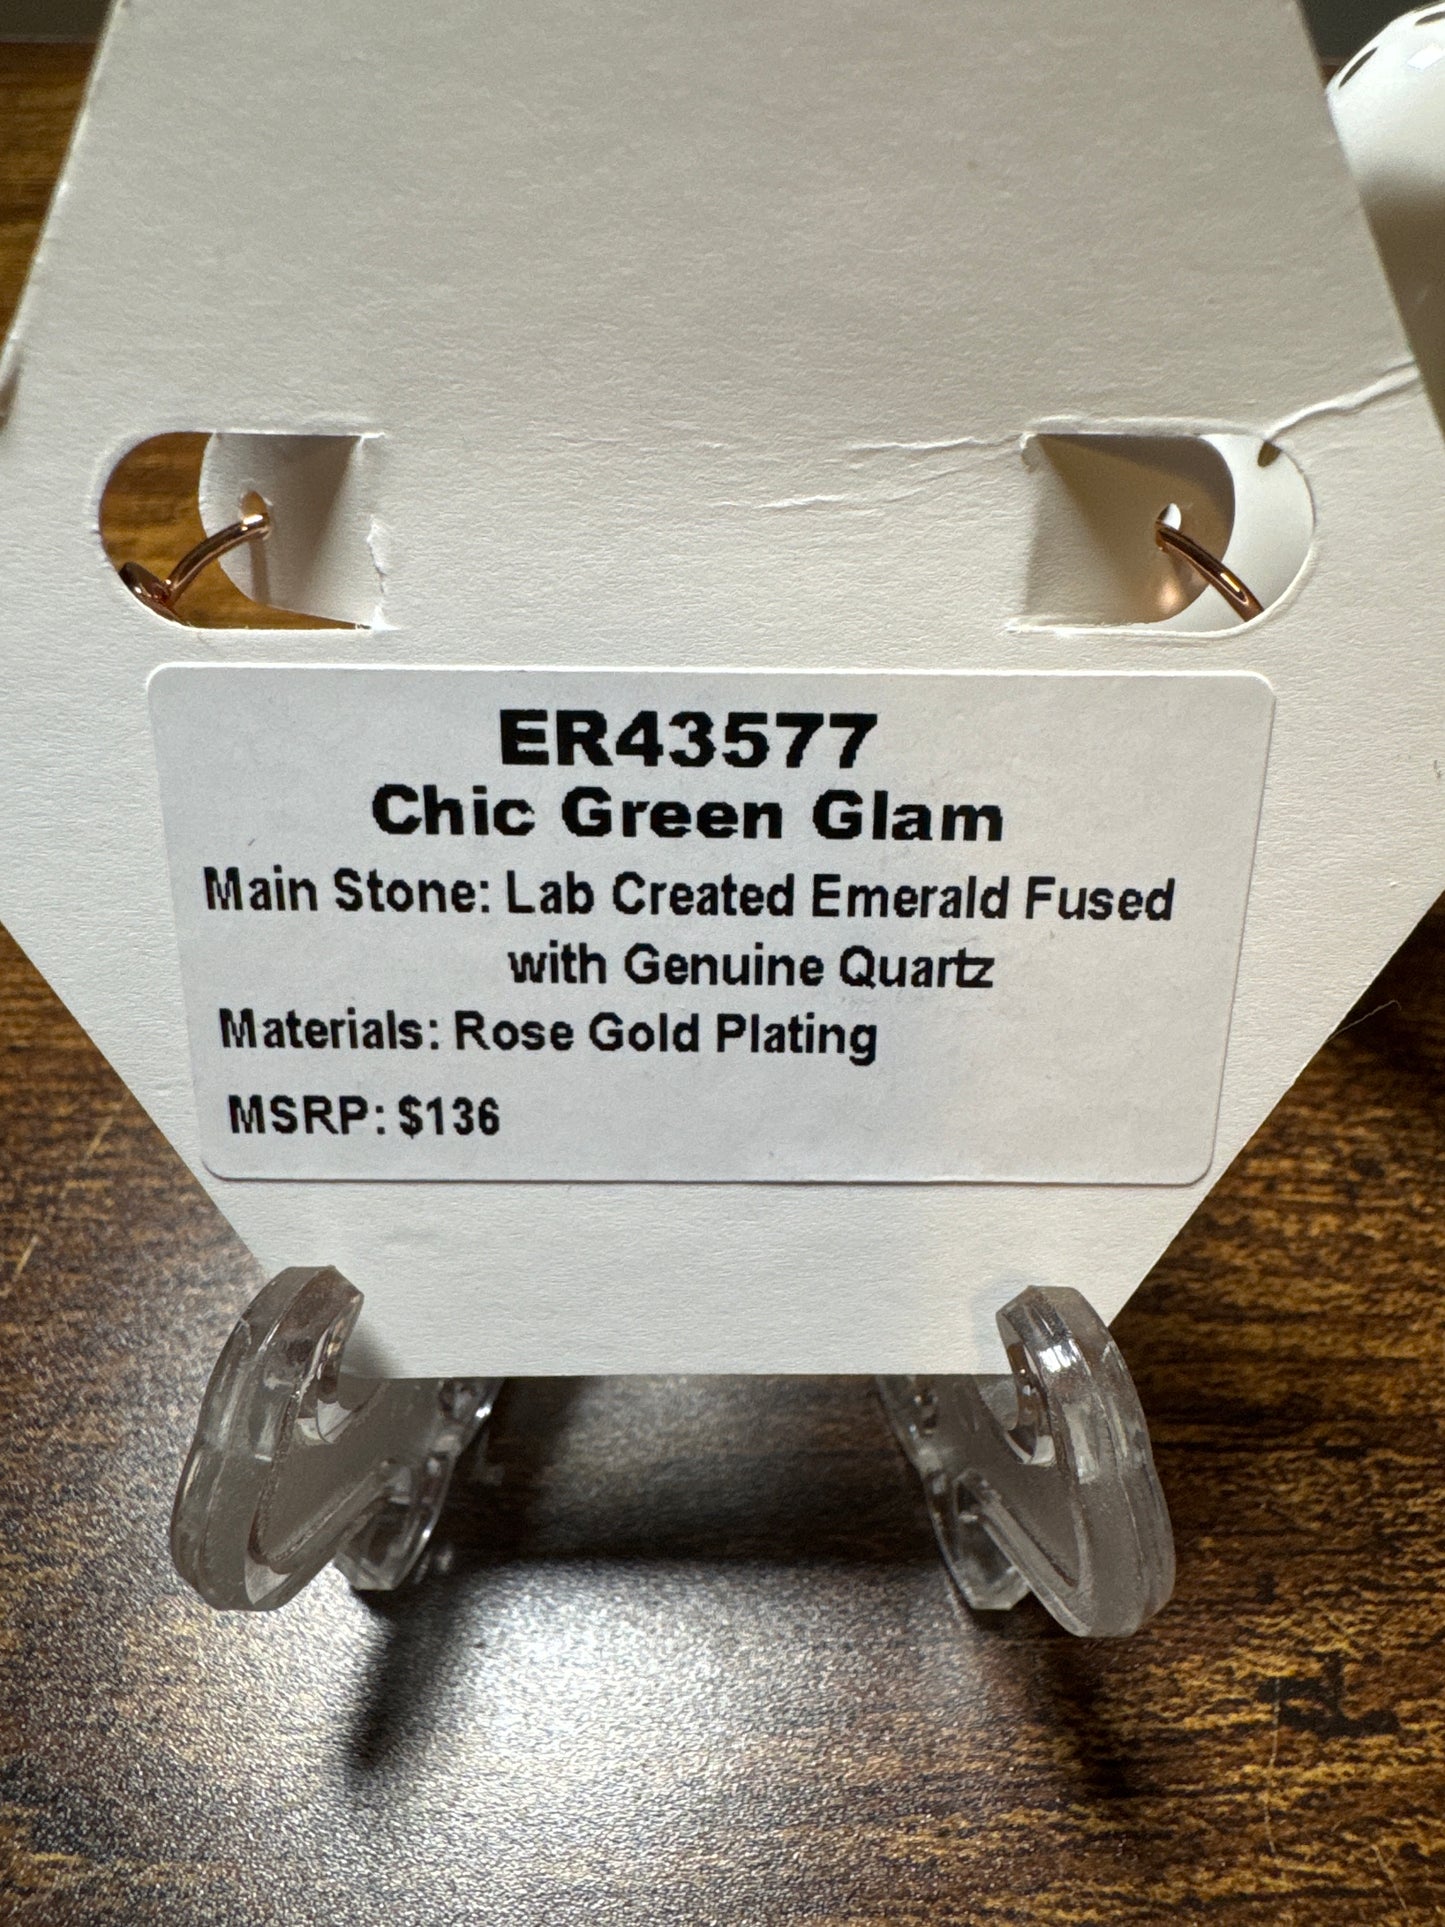 ER43577
Chic Green Glam
Main Stone: Lab Created Emerald Fused
with Genuine Quartz
Materials: Rose Gold Plating
MSRP: $136